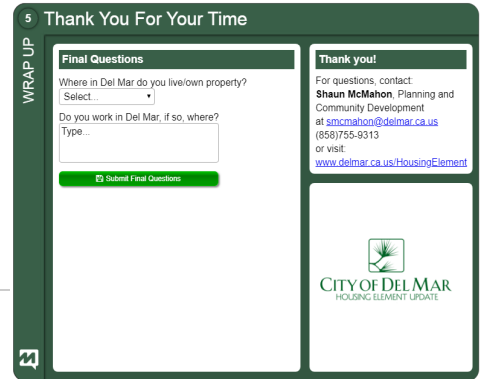 5
Thank You For Your Time
WRAP UP
Final Questions
Where in Del Mar do you live/own property?
Select...
Do you work in Del Mar, if so, where?
Type...
Submit Final Questions
Thank you!
For questions, contact:
Shaun McMahon, Planning and
Community Development
at smcmahon@delmar.ca.us
(858)755-9313
or visit:
www.delmar.ca.us/HousingElement
CITY OF DEL MAR
HOUSING ELEMENT UPDATE